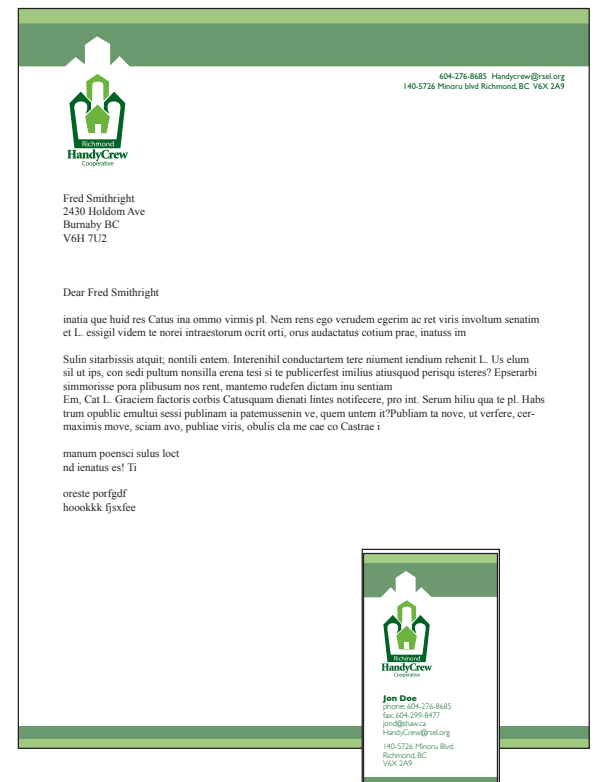 604-276-8685 Handycrew@rsel.org
140-5726 Minoru blvd Richmond, BC V6X 2A9
Richmond
HandyCrew
Cooperative
Fred Smithright
2430 Holdom Ave
Burnaby BC
V6H 7U2
Dear Fred Smithright
inatia que huid res Catus ina ommo virmis pl. Nem rens ego verudem egerim ac ret viris involtum senatim
et L. essigil videm te norei intraestorum ocrit orti, orus audactatus cotium prae, inatuss im
Sulin sitarbissis atquit; nontili entem. Interenihil conductartem tere niument iendium rehenit L. Us elum
sil ut ips, con sedi pultum nonsilla erena tesi si te publicerfest imilius atiusquod perisqu isteres? Epserarbi
simmorisse pora plibusum nos rent, mantemo rudefen dictam inu sentiam
Em, Cat L. Graciem factoris corbis Catusquam dienati lintes notifecere, pro int. Serum hiliu qua te pl. Habs
trum opublic emultui sessi publinam ia patemussenin ve, quem untem it?Publiam ta nove, ut verfere, cer-
maximis move, sciam avo, publiae viris, obulis cla me cae co Castrae i
manum poensci sulus loct
nd ienatus es! Ti
oreste porfgdf
hoookkk fjsxfee
Richmond
HandyCrew
Cooperative
Jon Doe
phone: 604-276-8685
fax: 604-299-8477
jond@shaw.ca
HandyCrew@rsel.org
140-5726 Minoru Blvd.
Richmond, BC
V6X 2A9